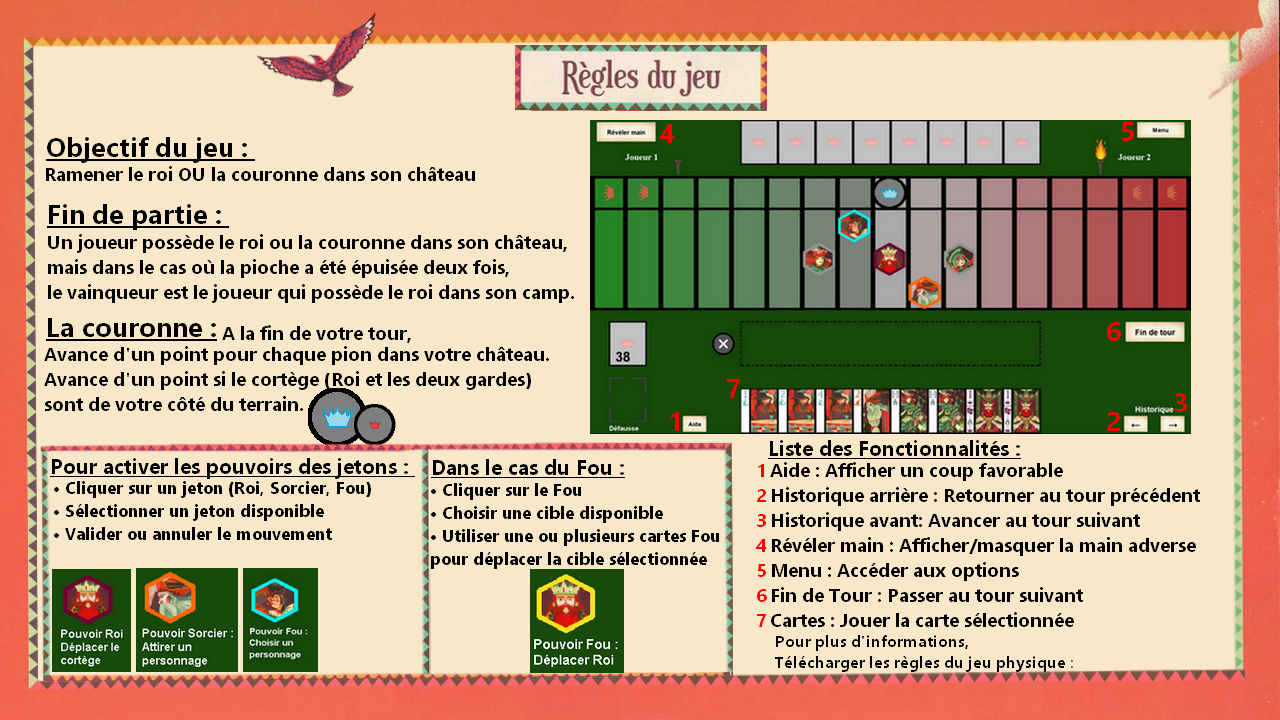 Règles du jeu
Objectif du jeu :
Ramener le roi OU la couronne dans son château
Fin de partie :
Un joueur possède le roi ou la couronne dans son château,
mais dans le cas où la pioche a été épuisée deux fois,
le vainqueur est le joueur qui possède le roi dans son camp.
La couronne : A la fin de votre tour,
Avance d'un point pour chaque pion dans votre château.
Avance d'un point si le cortège (Roi et les deux gardes)
sont de votre côté du terrain.
Révéler main 4
5 Menu
Joueur 1
Joueur 2
38
6 Fin de tour
7
Défausse
1 Aide
Historique 3
2 ← →
Pour activer les pouvoirs des jetons :
• Cliquer sur un jeton (Roi, Sorcier, Fou)
• Sélectionner un jeton disponible
• Valider ou annuler le mouvement
Pouvoir Roi
Déplacer le
cortège
Pouvoir Sorcier :
Attirer un
personnage
Pouvoir Fou :
Choisir un
personnage
Dans le cas du Fou :
• Cliquer sur le Fou
• Choisir une cible disponible
• Utiliser une ou plusieurs cartes Fou
pour déplacer la cible sélectionnée
Pouvoir Fou :
Déplacer Roi
Liste des Fonctionnalités :
1 Aide : Afficher un coup favorable
2 Historique arrière : Retourner au tour précédent
3 Historique avant: Avancer au tour suivant
4 Révéler main : Afficher/masquer la main adverse
5 Menu : Accéder aux options
6 Fin de Tour : Passer au tour suivant
7 Cartes : Jouer la carte sélectionnée
Pour plus d'informations,
Télécharger les règles du jeu physique :